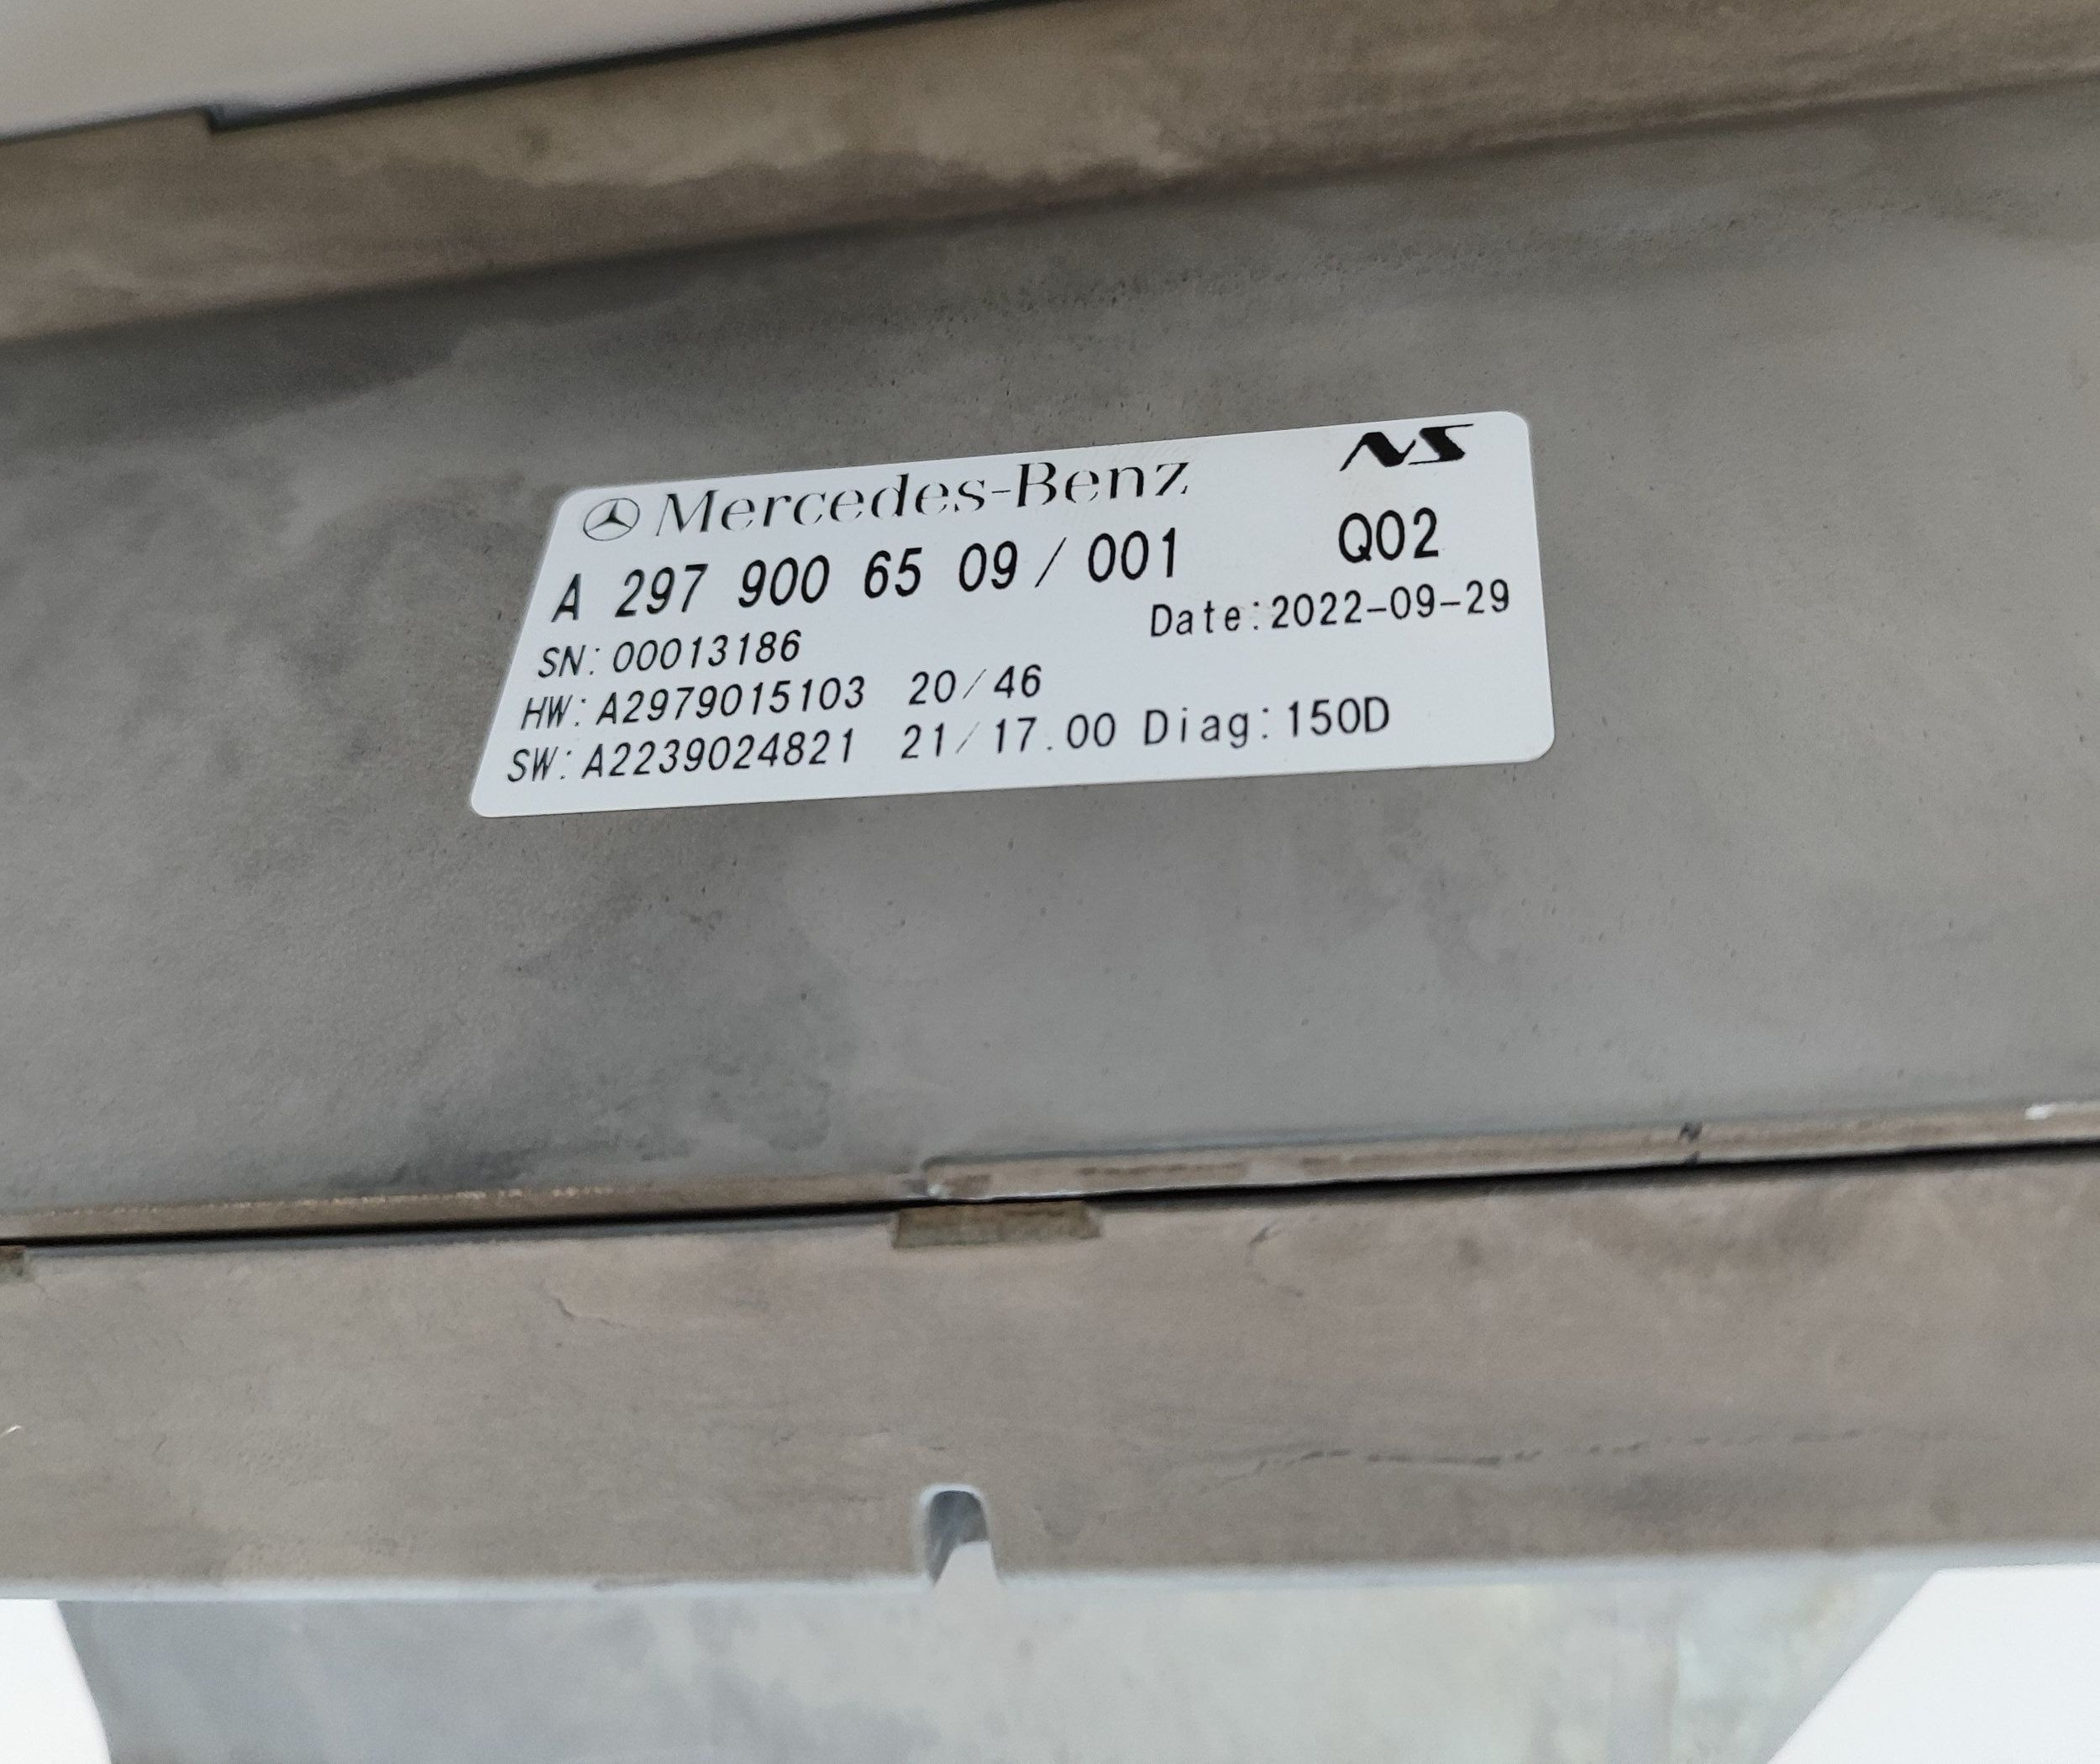 Mercedes-Benz NS
A 297 900 65 09/001 Q02
Date:2022-09-29
SN:00013186
HW:A2979015103 20/46
SW:A2239024821 21/17.00 Diag:150D